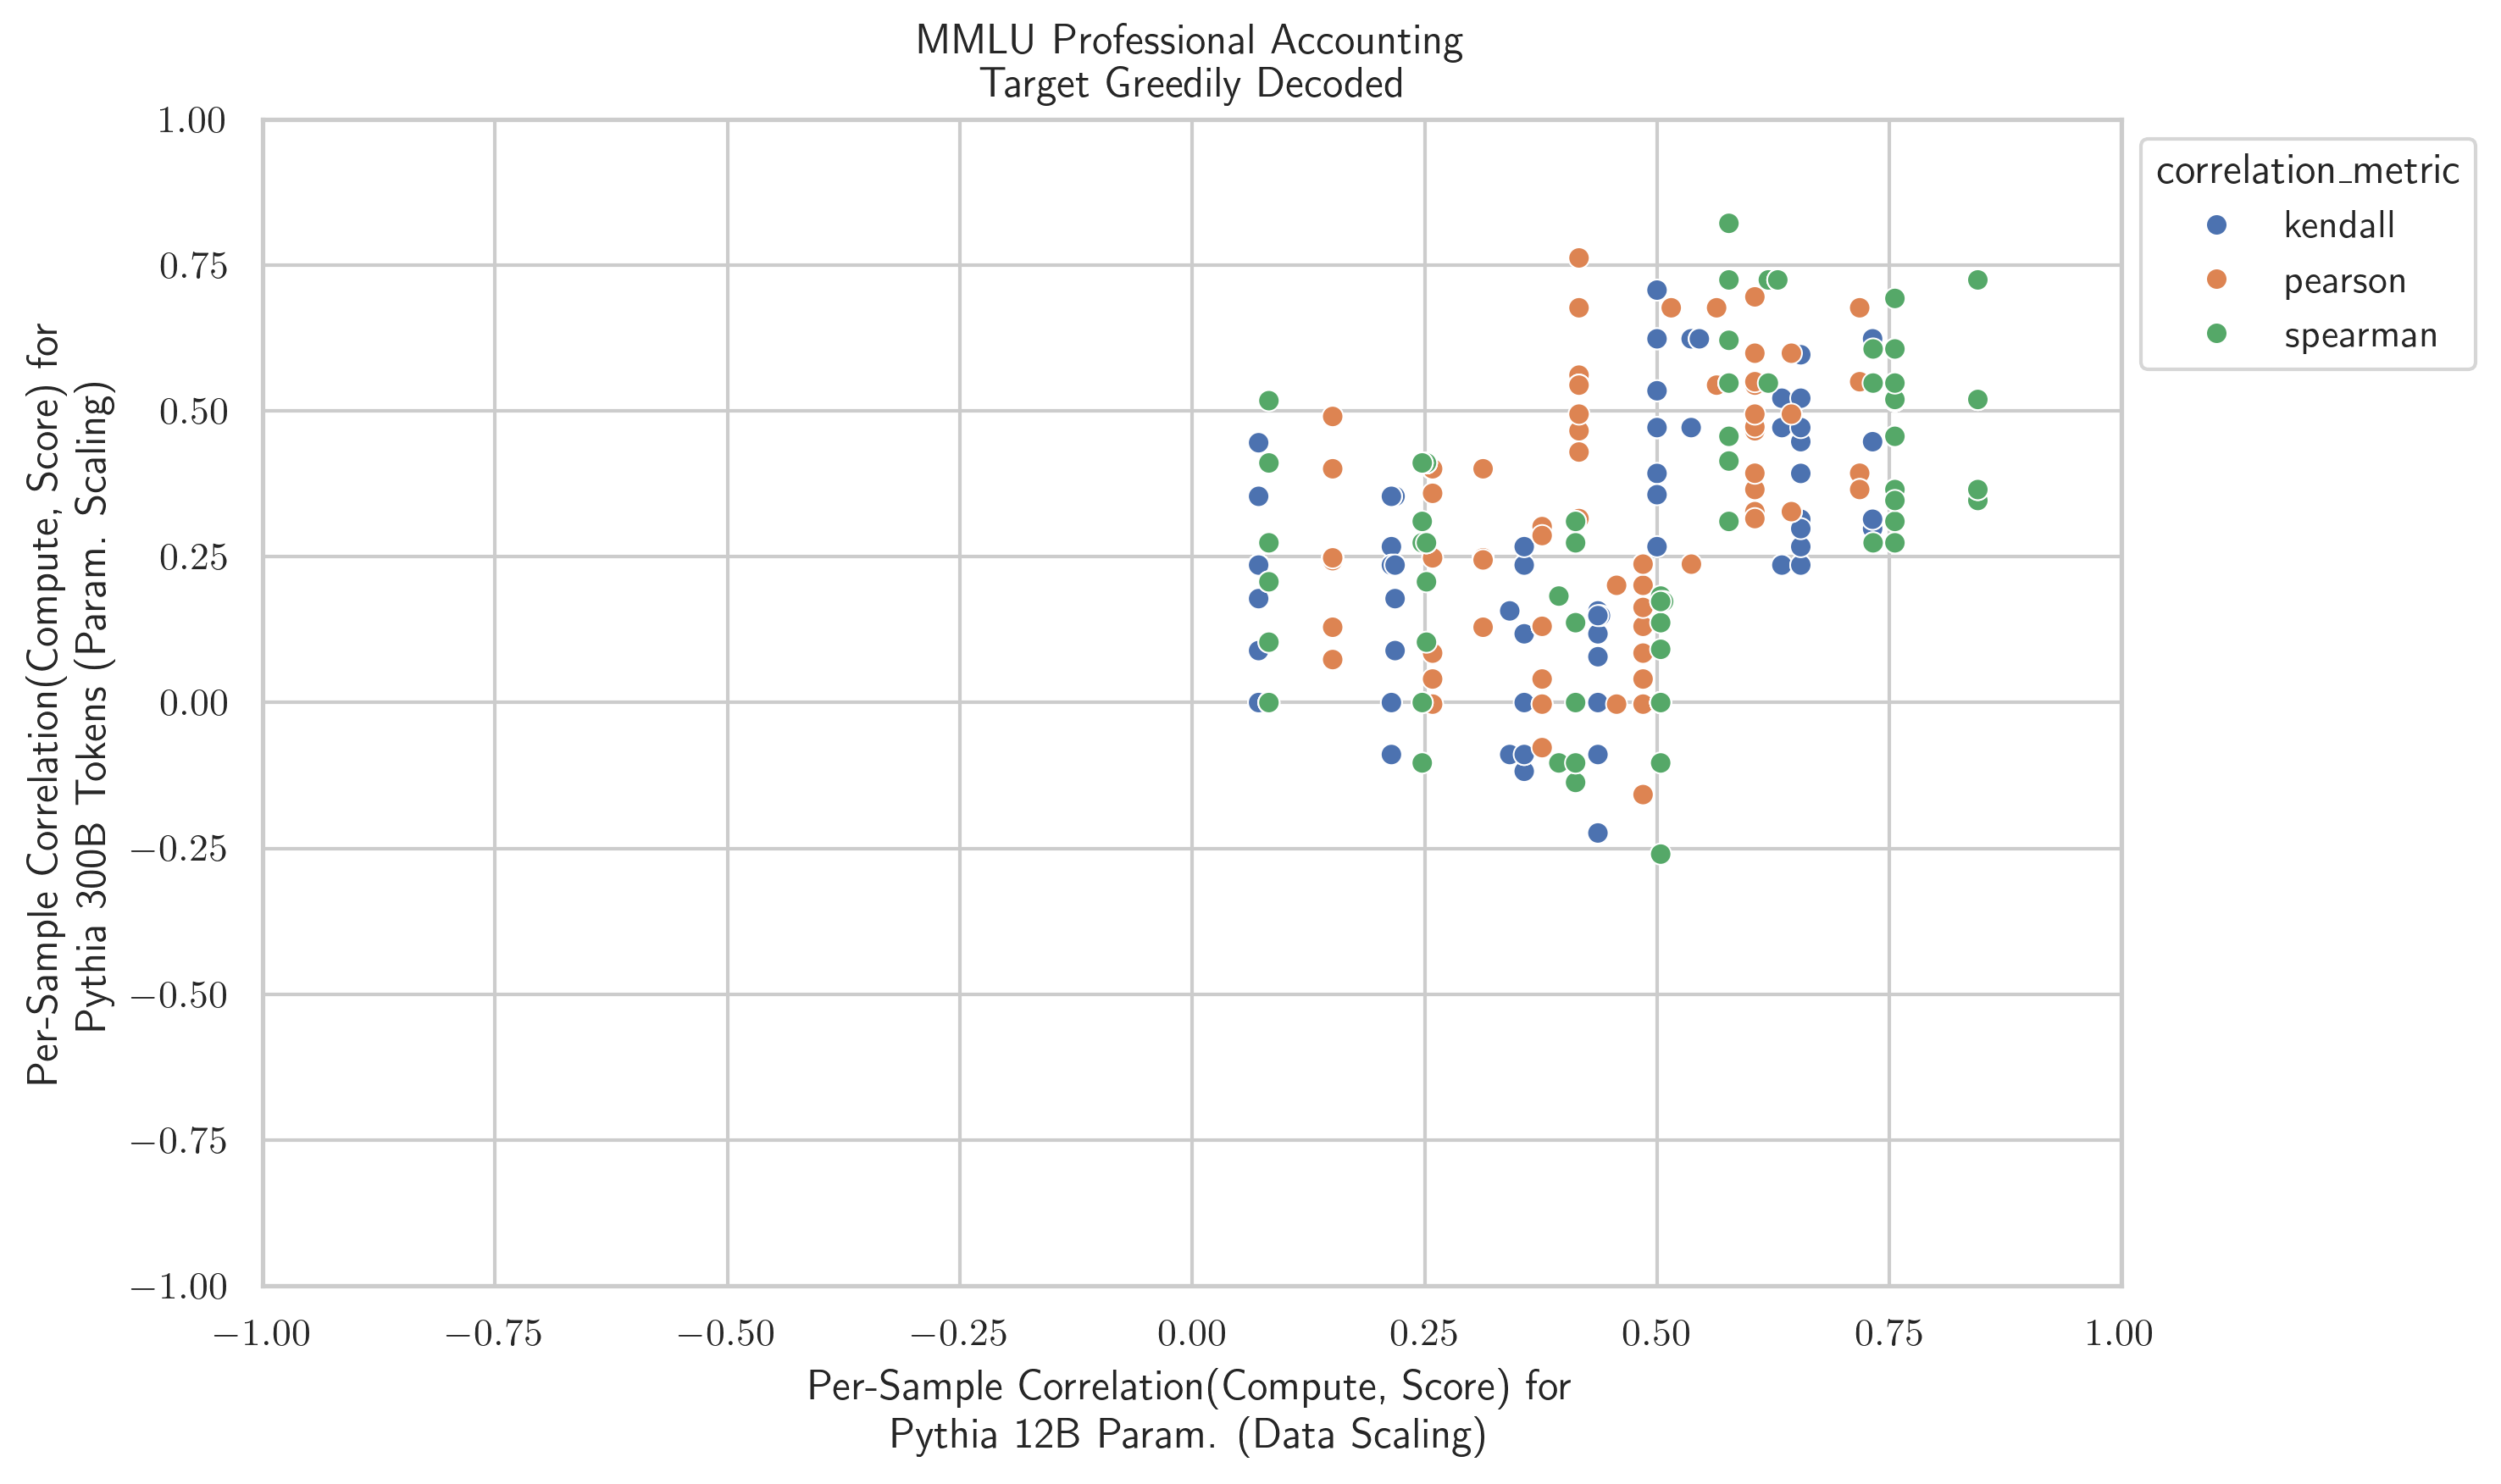 MMLU Professional Accounting
Target Greedily Decoded
Per-Sample Correlation(Compute, Score) for
Pythia 300B Tokens (Param. Scaling)
1.00
0.75
0.50
0.25
0.00
−0.25
−0.50
−0.75
−1.00
−1.00 −0.75 −0.50 −0.25 0.00 0.25 0.50 0.75 1.00
Per-Sample Correlation(Compute, Score) for
Pythia 12B Param. (Data Scaling)
correlation_metric
kendall
pearson
spearman